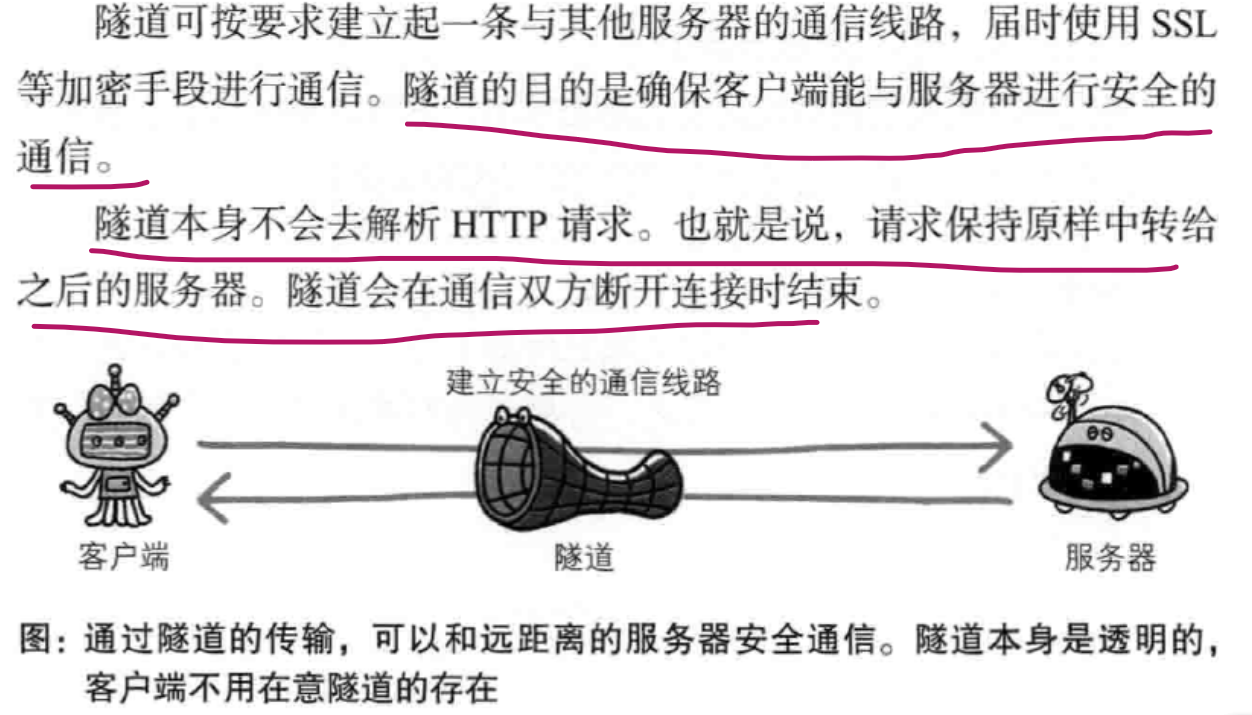 隧道可按要求建立起一条与其他服务器的通信线路，届时使用 SSL
等加密手段进行通信。隧道的目的是确保客户端能与服务器进行安全的
通信。
隧道本身不会去解析 HTTP 请求。也就是说，请求保持原样中转给
之后的服务器。隧道会在通信双方断开连接时结束。
建立安全的通信线路
客户端
隧道
服务器
图：通过隧道的传输，可以和远距离的服务器安全通信。隧道本身是透明的，
客户端不用在意隧道的存在